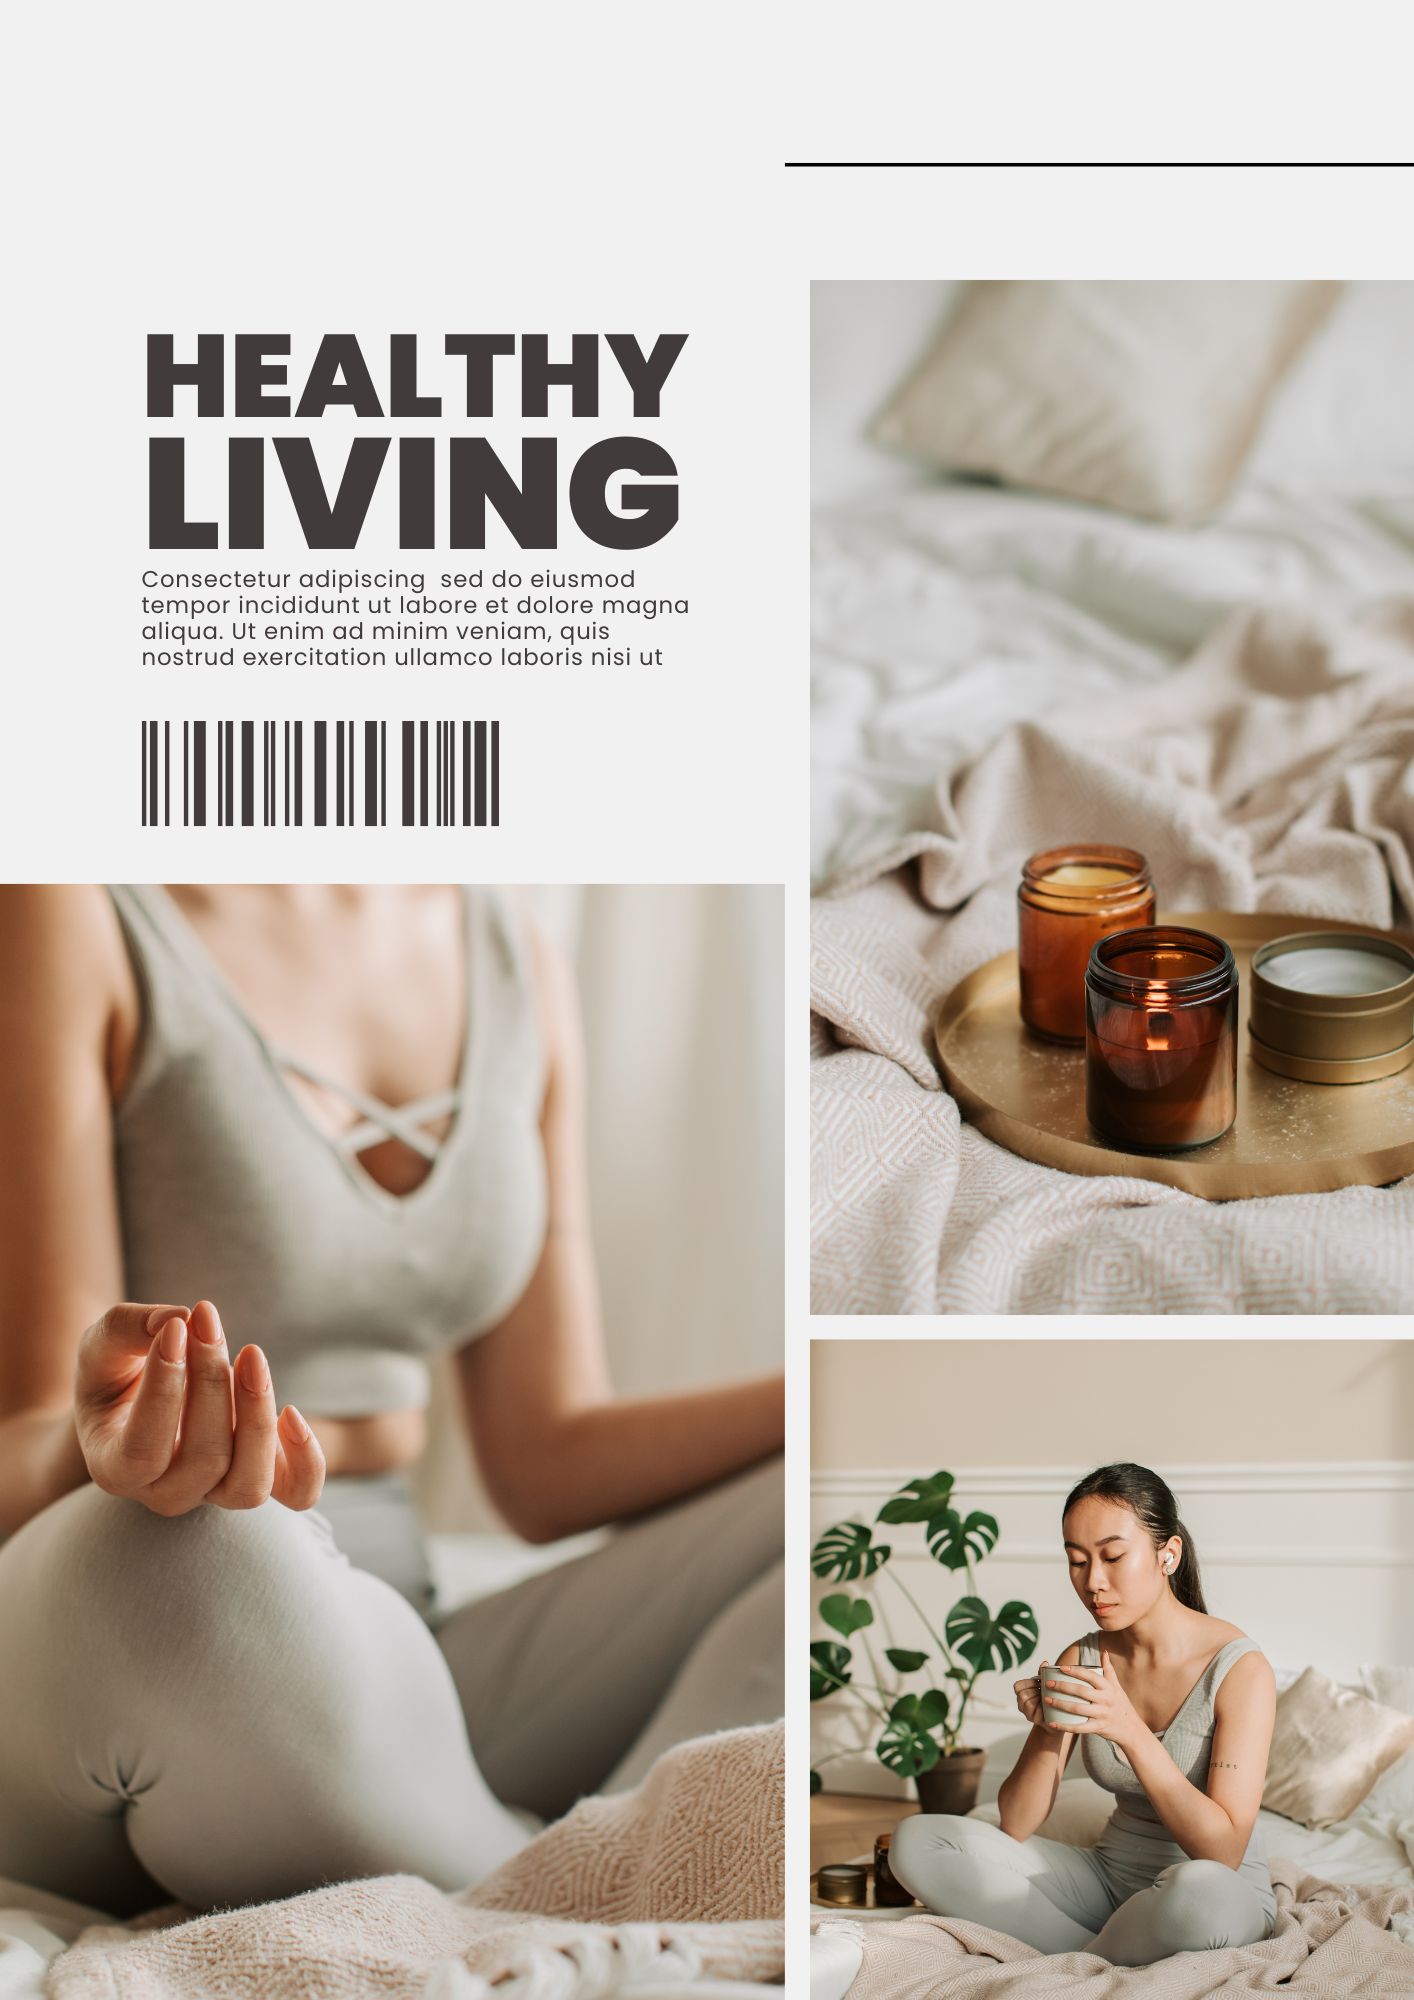 HEALTHY
LIVING
Consectetur adipiscing  sed do eiusmod
tempor incididunt ut labore et dolore magna
aliqua. Ut enim ad minim veniam, quis
nostrud exercitation ullamco laboris nisi ut